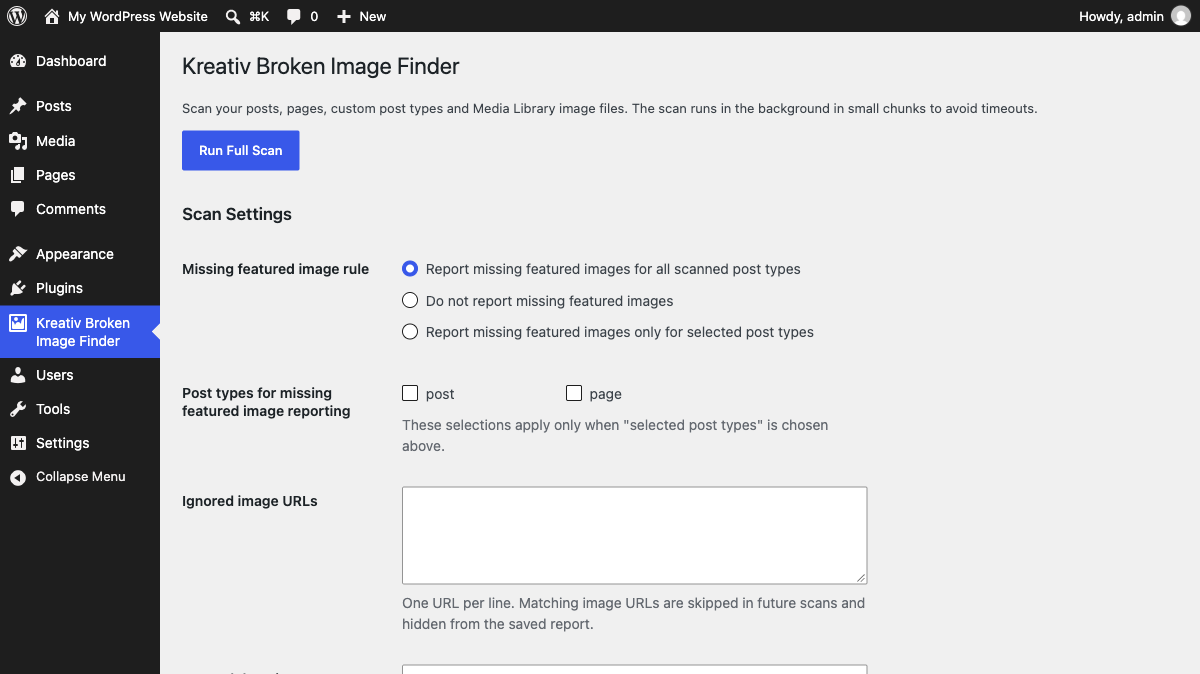 My WordPress Website
⌘K
0
New
Howdy, admin
Dashboard
Posts
Media
Pages
Comments
Appearance
Plugins
Kreativ Broken
Image Finder
Users
Tools
Settings
Collapse Menu
Kreativ Broken Image Finder
Scan your posts, pages, custom post types and Media Library image files. The scan runs in the background in small chunks to avoid timeouts.
Run Full Scan
Scan Settings
Missing featured image rule
Report missing featured images for all scanned post types
Do not report missing featured images
Report missing featured images only for selected post types
Post types for missing
featured image reporting
post
page
These selections apply only when "selected post types" is chosen
above.
Ignored image URLs
One URL per line. Matching image URLs are skipped in future scans and
hidden from the saved report.